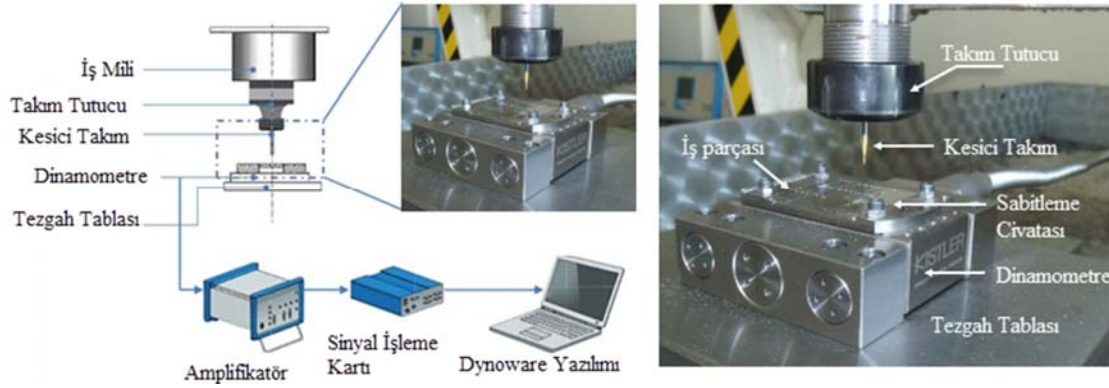 İş Mili
Takım Tutucu
Kesici Takım
Dinamometre
Tezgah Tablası
Amplifikatör
Sinyal İşleme
Kartı
Dynoware Yazılımı
KISTLER
Takım Tutucu
İş parçası
Kesici Takım
Sabitleme
Civatası
KISTLER
Dinamometre
Tezgah Tablası